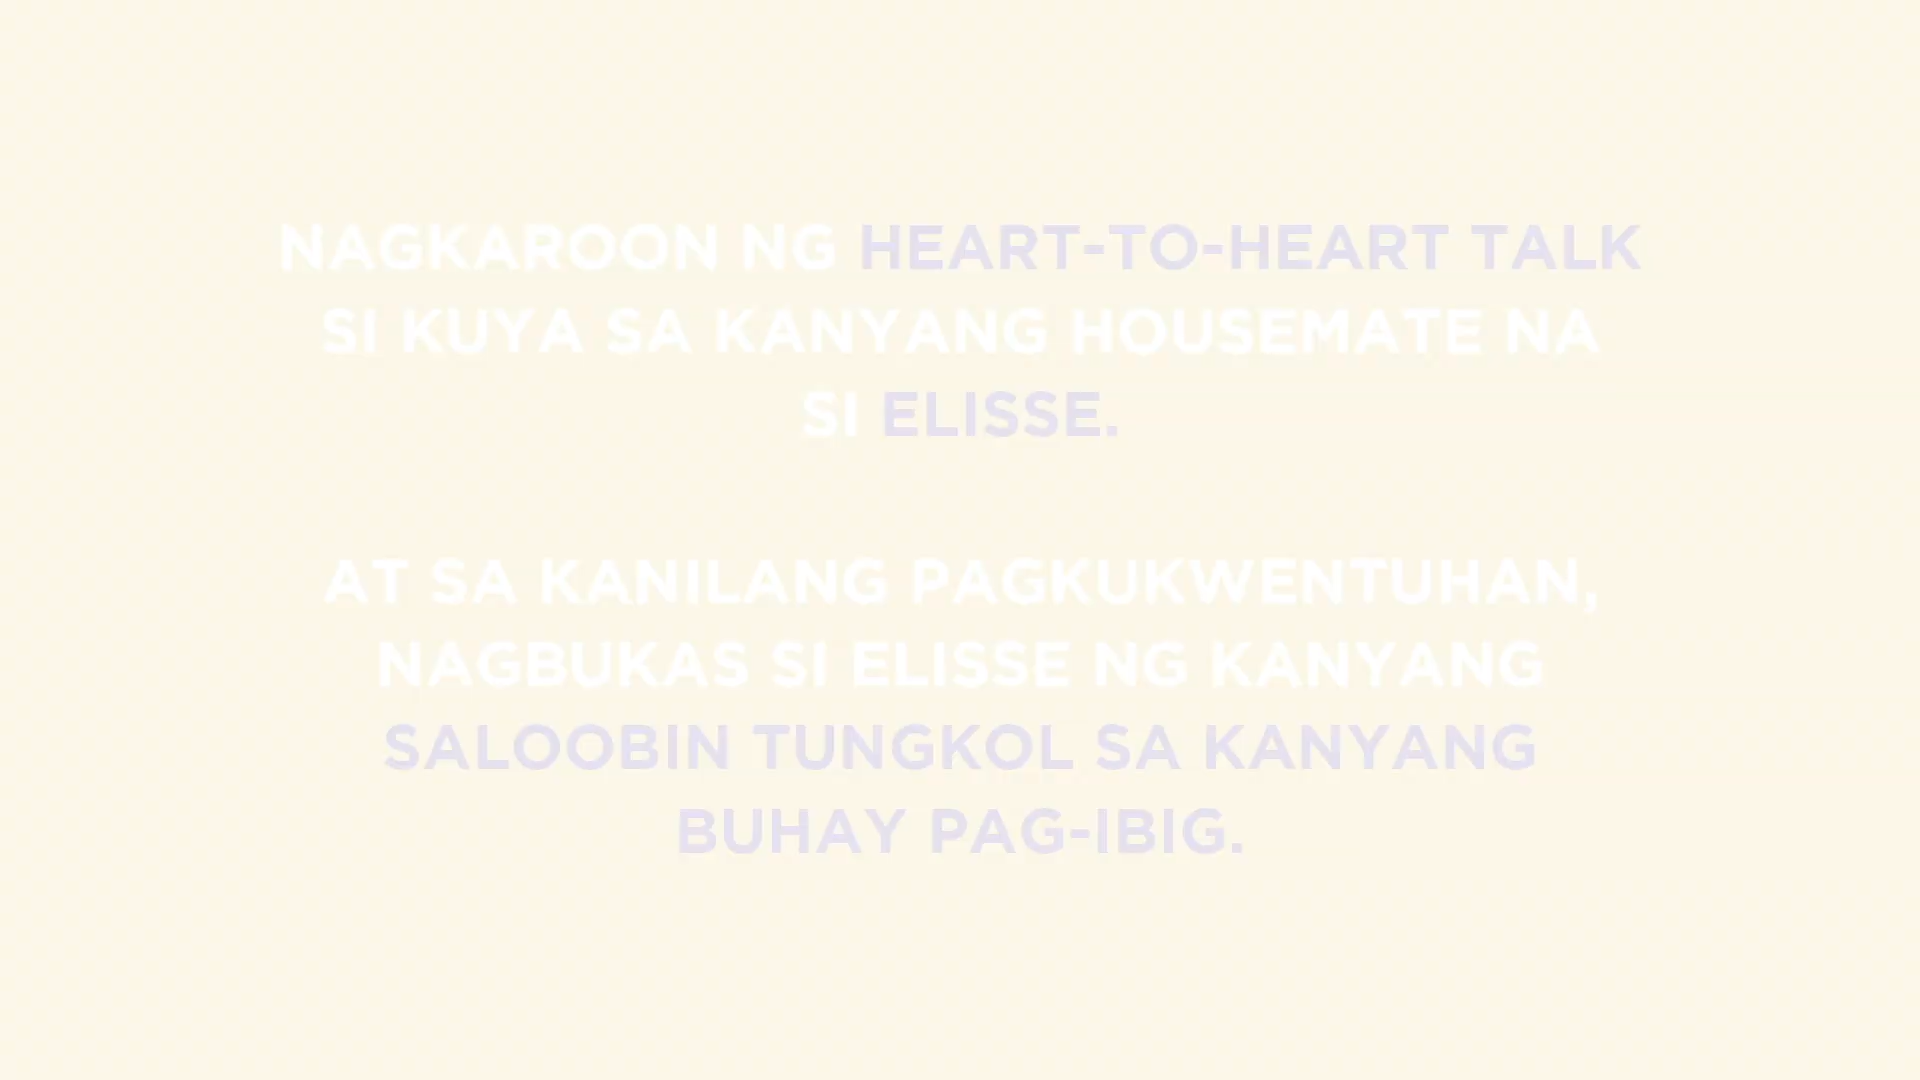 NAGKAROON NG HEART-TO-HEART TALK
SI KUYA SA KANYANG HOUSEMATE NA
SI ELISSE.
AT SA KANILANG PAGKUKWENTUHAN,
NAGBUKAS SI ELISSE NG KANYANG
SALOOBIN TUNGKOL SA KANYANG
BUHAY PAG-IBIG.